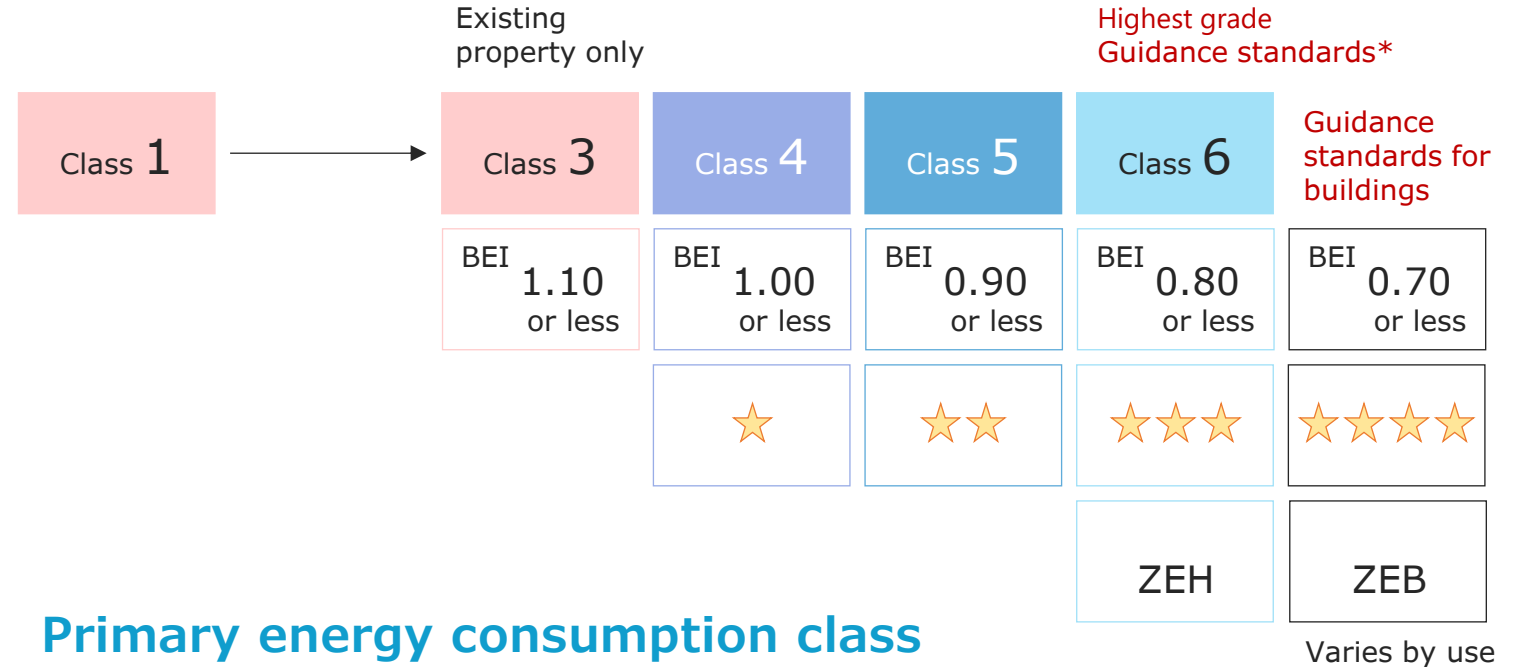 Existing
property only
Highest grade
Guidance standards*
Class 1
Class 3
Class 4
Class 5
Class 6
Guidance
standards for
buildings
BEI 1.10
or less
BEI 1.00
or less
BEI 0.90
or less
BEI 0.80
or less
BEI 0.70
or less
ZEH
ZEB
Primary energy consumption class
Varies by use